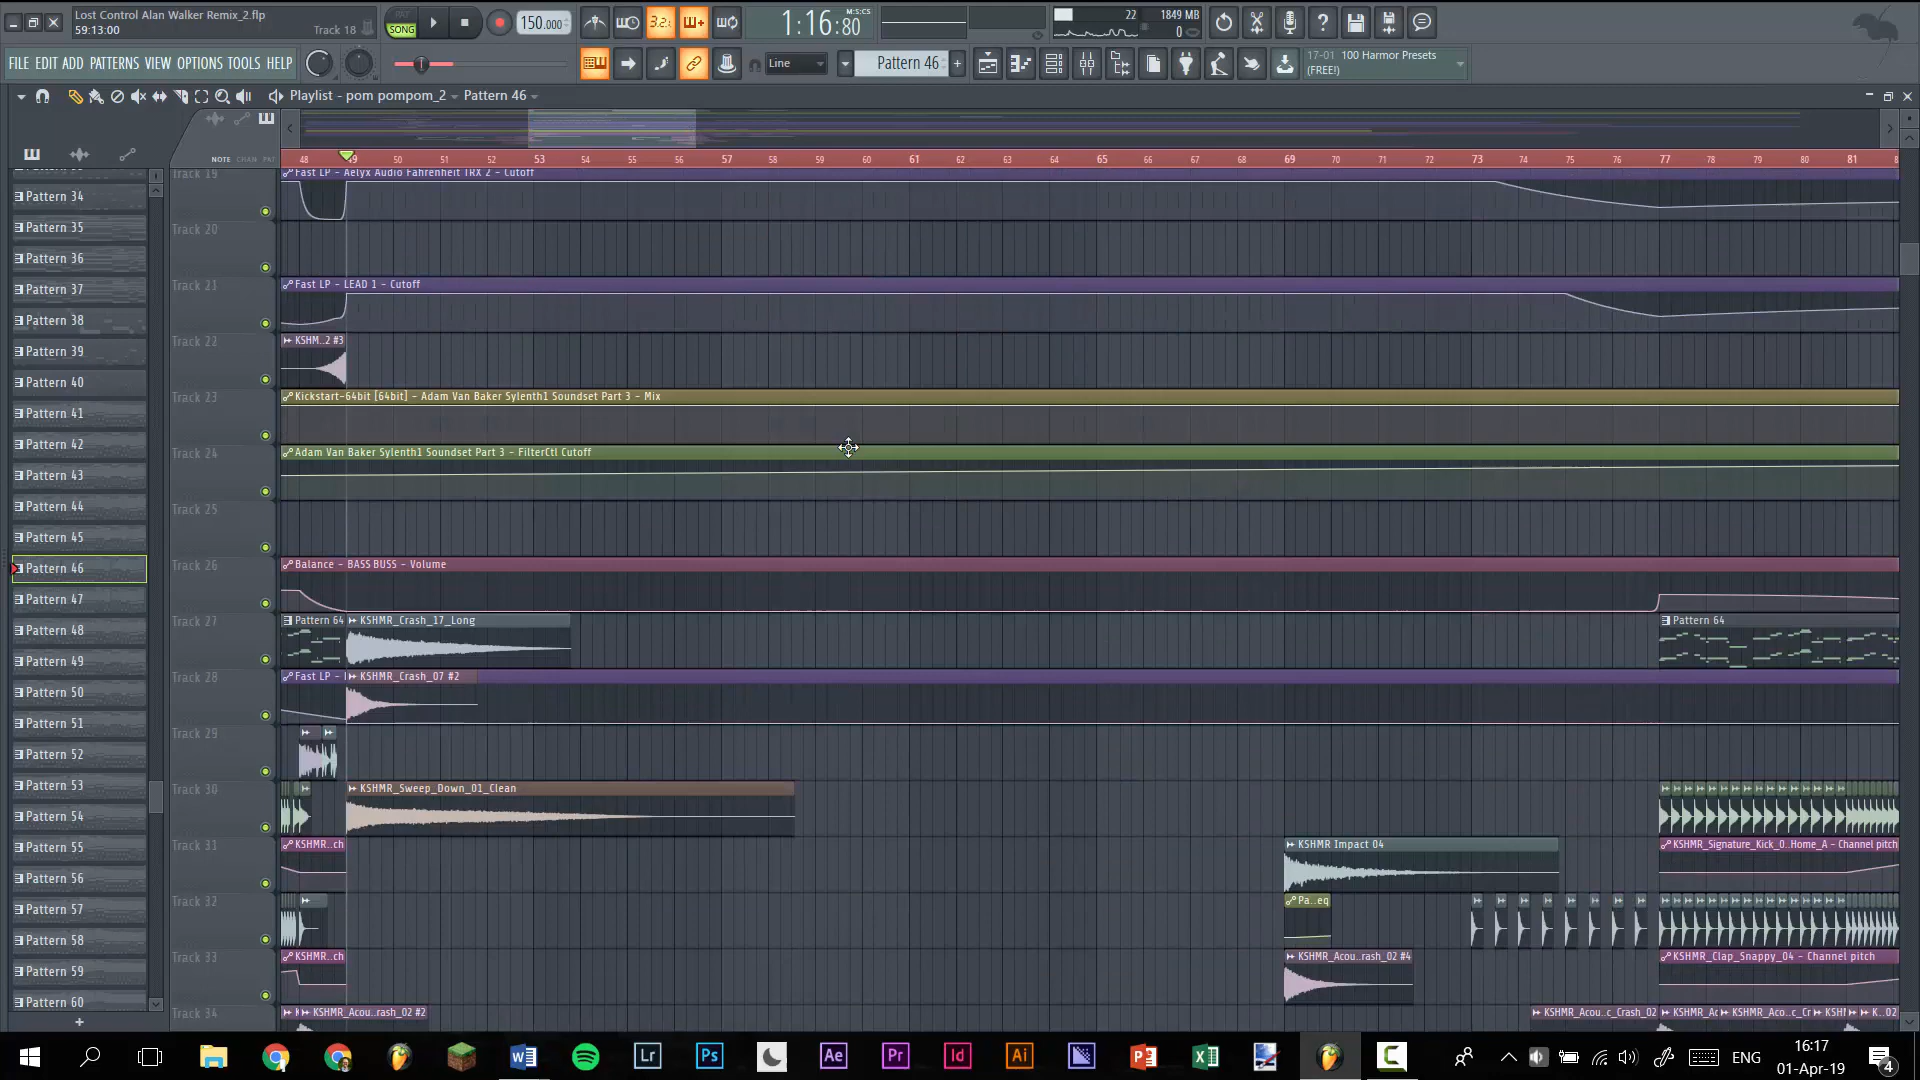 Lost Control Alan Walker Remix_2.flp
59:13:00
Track 18
PAT
SONG
150.000
3.2:
1:16:80
M:S:CS
22
1849 MB
0
FILE EDIT ADD PATTERNS VIEW OPTIONS TOOLS HELP
Line
Pattern 46
17-01 100 Harmor Presets
(FREE!)
Playlist - pom pompom_2
Pattern 46
NOTE CHAN PAT
48 49 50 51 52 53 54 55 56 57 58 59 60 61 62 63 64 65 66 67 68 69 70 71 72 73 74 75 76 77 78 79 80 81
Pattern 34
Pattern 35
Pattern 36
Pattern 37
Pattern 38
Pattern 39
Pattern 40
Pattern 41
Pattern 42
Pattern 43
Pattern 44
Pattern 45
Pattern 46
Pattern 47
Pattern 48
Pattern 49
Pattern 50
Pattern 51
Pattern 52
Pattern 53
Pattern 54
Pattern 55
Pattern 56
Pattern 57
Pattern 58
Pattern 59
Pattern 60
Track 19
Fast LP - Aelyx Audio Fahrenheit TRX 2 - Cutoff
Track 20
Track 21
Fast LP - LEAD 1 - Cutoff
Track 22
KSHM..2 #3
Track 23
Kickstart-64bit [64bit] - Adam Van Baker Sylenth1 Soundset Part 3 - Mix
Track 24
Adam Van Baker Sylenth1 Soundset Part 3 - FilterCtl Cutoff
Track 25
Track 26
Balance - BASS BUSS - Volume
Track 27
Pattern 64
KSHMR_Crash_17_Long
Pattern 64
Track 28
Fast LP -
KSHMR_Crash_07 #2
Track 29
Track 30
KSHMR_Sweep_Down_01_Clean
Track 31
KSHMR..ch
KSHMR Impact 04
KSHMR_Signature_Kick_0..Home_A - Channel pitch
Track 32
Pa..eq
Track 33
KSHMR..ch
KSHMR_Acou..rash_02 #4
KSHMR_Clap_Snappy_04 - Channel pitch
Track 34
KSHMR_Acou..rash_02 #2
KSHMR_Acou..c_Crash_02
KSHMR_Ac
KSHMR_Aco..c_Cr
KSHM
K..02
+
Lr
Ps
Ae
Pr
Id
Ai
ENG
16:17
01-Apr-19
4